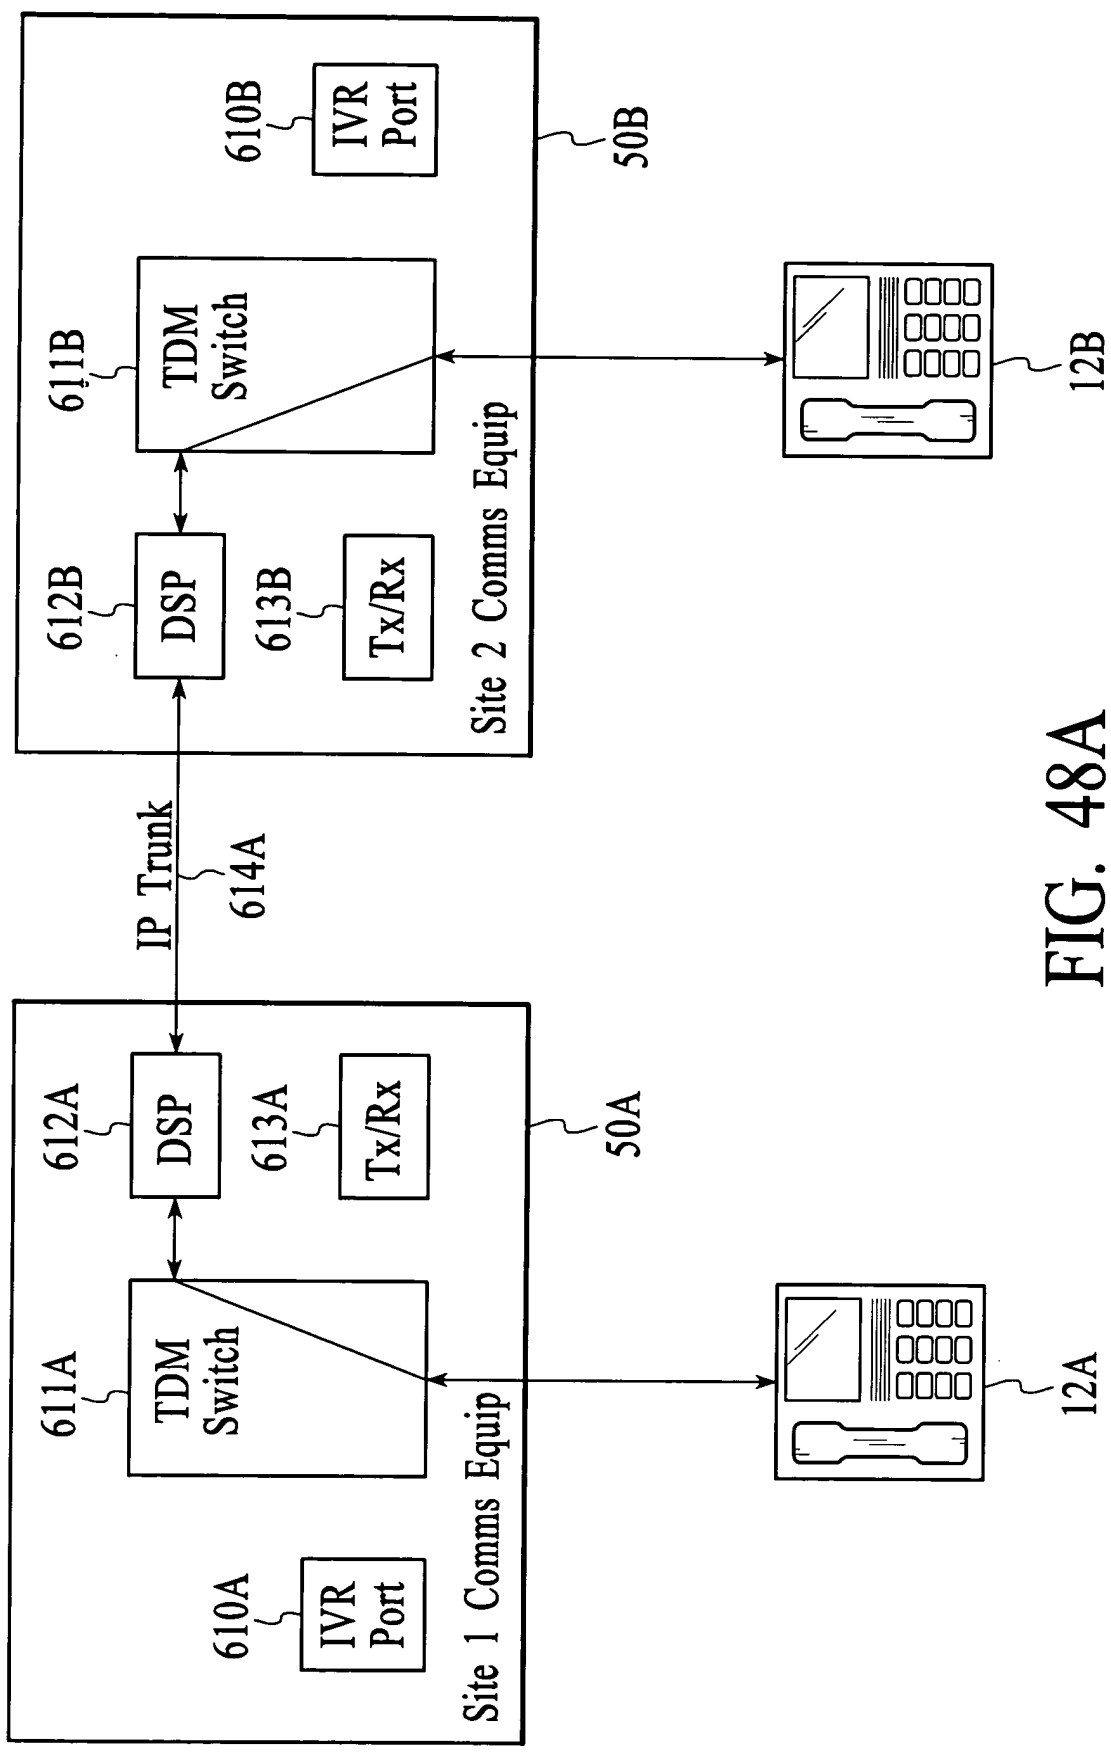 610A
IVR
Port
611A
TDM
Switch
612A
DSP
613A
Tx/Rx
Site 1 Comms Equip
50A
12A
IP Trunk
614A
612B
DSP
613B
Tx/Rx
611B
TDM
Switch
610B
IVR
Port
Site 2 Comms Equip
50B
12B
FIG. 48A